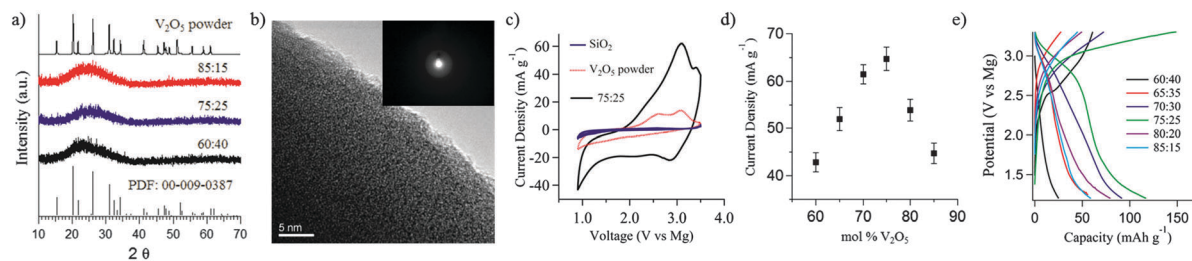 a)
V₂O₅ powder
85:15
75:25
60:40
PDF: 00-009-0387
Intensity (a.u.)
10 20 30 40 50 60 70
2 θ
b)
5 nm
c)
SiO₂
V₂O₅ powder
75:25
Current Density (mA g⁻¹)
60
40
20
0
-20
-40
1.0 2.0 3.0 4.0
Voltage (V vs Mg)
d)
Current Density (mA g⁻¹)
70
60
50
40
60 70 80 90
mol % V₂O₅
e)
Potential (V vs Mg)
3.0
2.5
2.0
1.5
60:40
65:35
70:30
75:25
80:20
85:15
0 50 100 150
Capacity (mAh g⁻¹)